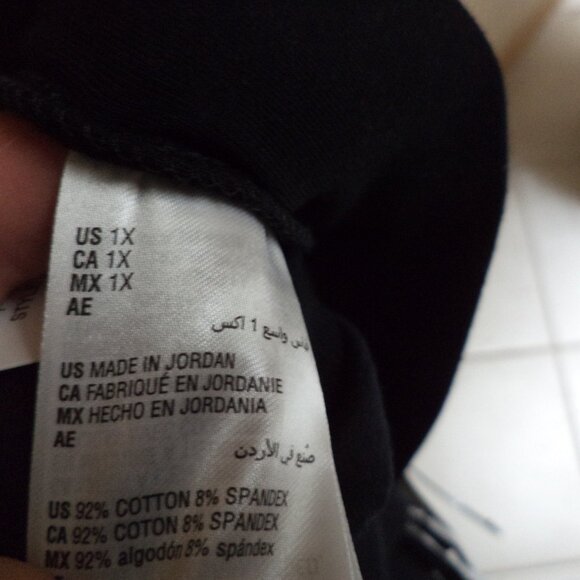 US 1X
CA 1X
MX 1X
AE
واسع 1 اكس
US MADE IN JORDAN
CA FABRIQUÉ EN JORDANIE
MX HECHO EN JORDANIA
AE
صُنع في الأردن
US 92% COTTON 8% SPANDEX
CA 92% COTON 8% SPANDEX
MX 92% algodón 8% spándex